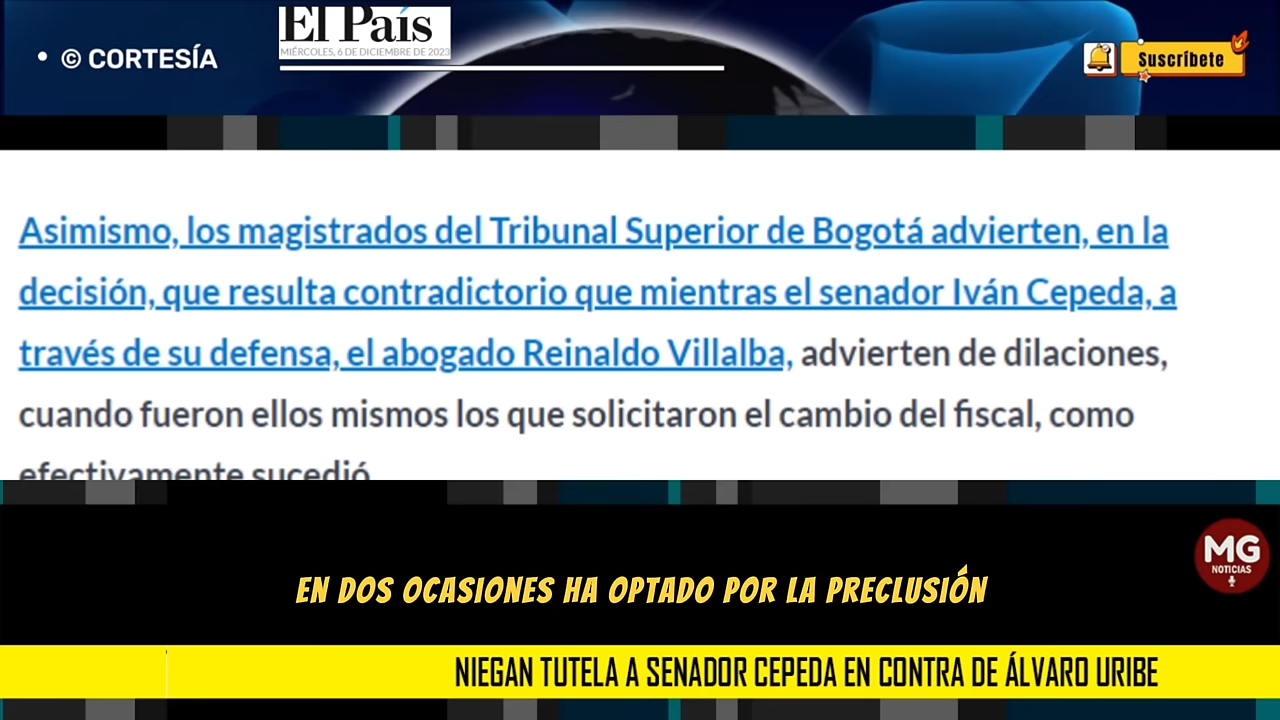 • © CORTESÍA
El País
MIÉRCOLES, 6 DE DICIEMBRE DE 2023
Suscríbete
Asimismo, los magistrados del Tribunal Superior de Bogotá advierten, en la
decisión, que resulta contradictorio que mientras el senador Iván Cepeda, a
través de su defensa, el abogado Reinaldo Villalba, advierten de dilaciones,
cuando fueron ellos mismos los que solicitaron el cambio del fiscal, como
efectivamente sucedió
MG
NOTICIAS
EN DOS OCASIONES HA OPTADO POR LA PRECLUSIÓN
NIEGAN TUTELA A SENADOR CEPEDA EN CONTRA DE ÁLVARO URIBE